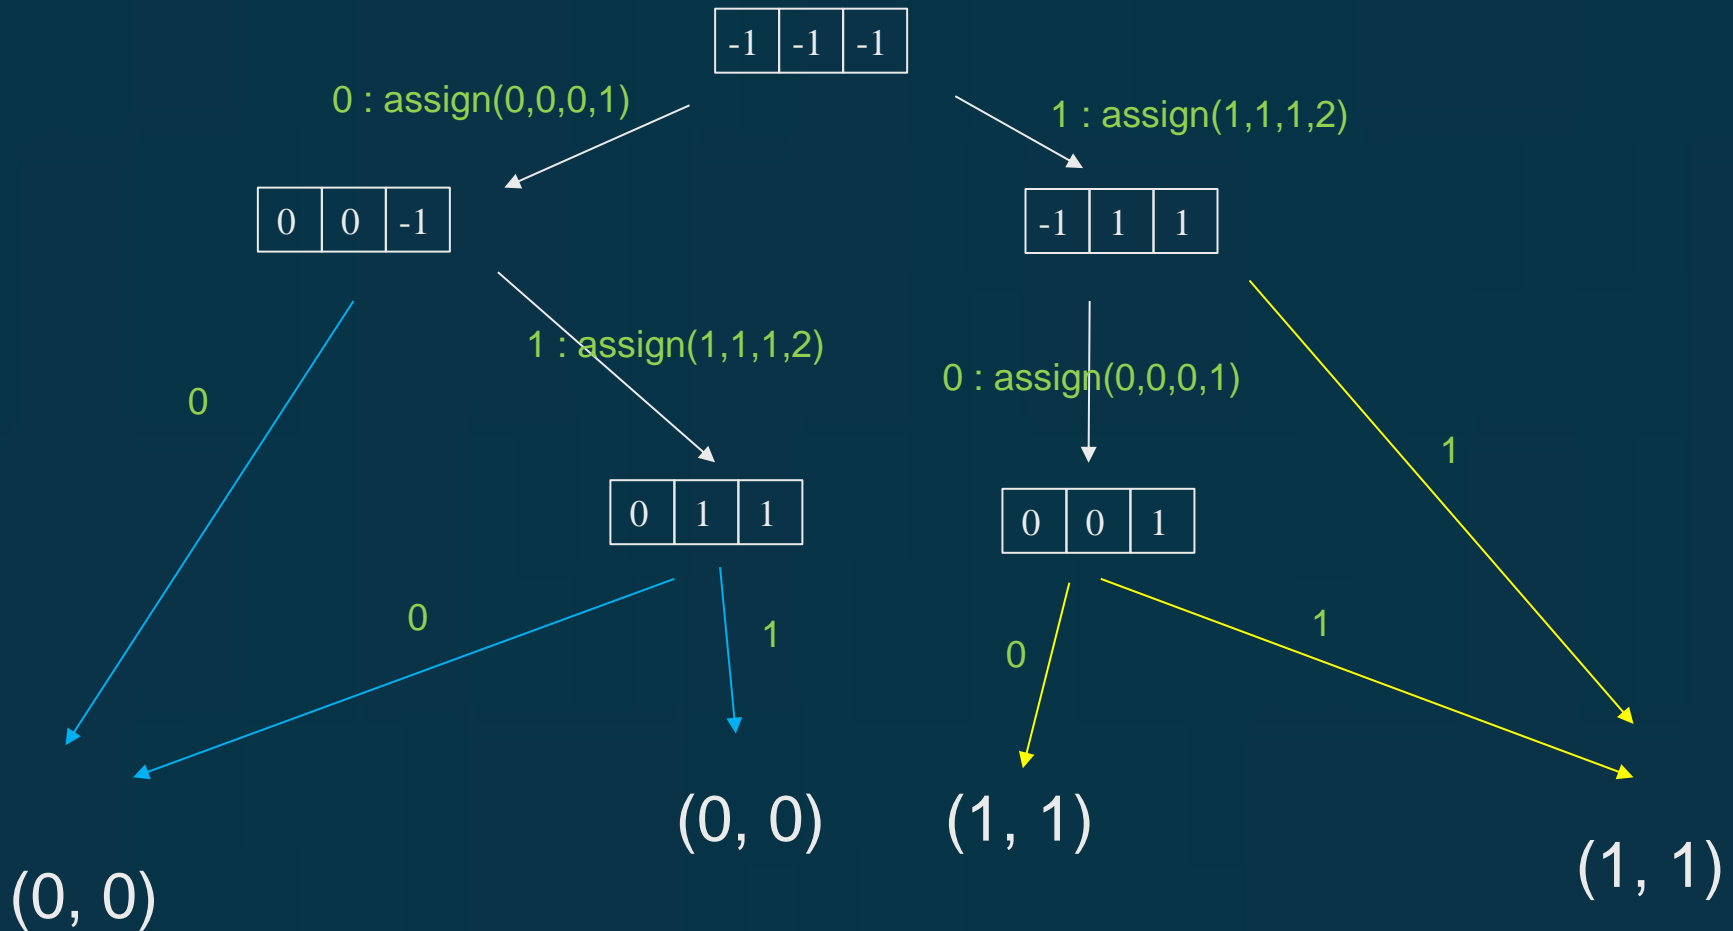 -1 -1 -1
0 : assign(0,0,0,1)
1 : assign(1,1,1,2)
0 0 -1
-1 1 1
1 : assign(1,1,1,2)
0 : assign(0,0,0,1)
0
1
0 1 1
0 0 1
0
1
0
1
(0, 0)
(1, 1)
(1, 1)
(0, 0)